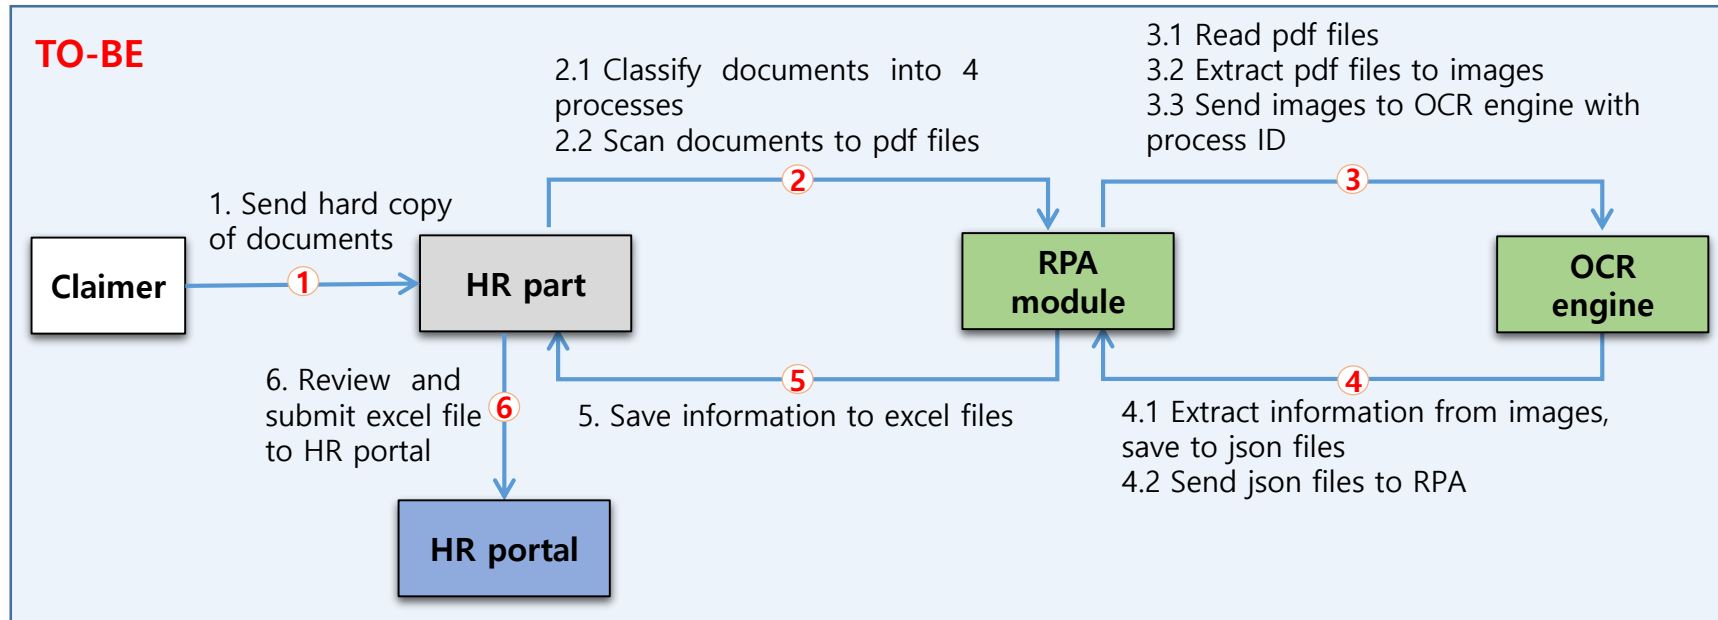 TO-BE
2.1 Classify documents into 4
processes
2.2 Scan documents to pdf files
3.1 Read pdf files
3.2 Extract pdf files to images
3.3 Send images to OCR engine with
process ID
2
3
1. Send hard copy
of documents
Claimer
1
HR part
RPA
module
OCR
engine
6. Review and
submit excel file
to HR portal
6
5
5. Save information to excel files
4
4.1 Extract information from images,
save to json files
4.2 Send json files to RPA
HR portal